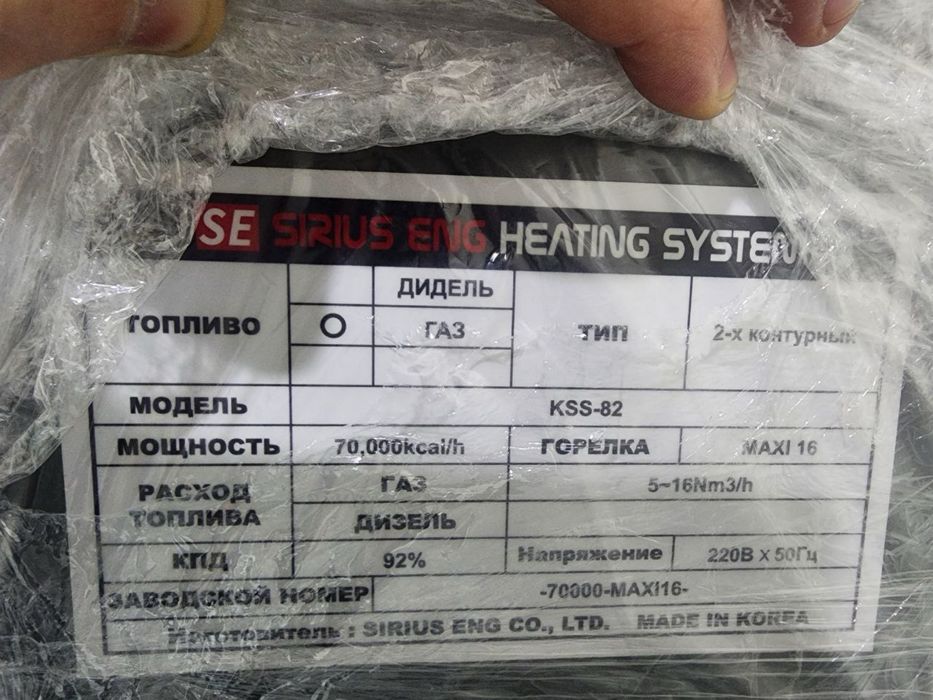 SE SIRIUS ENG HEATING SYSTEM
ДИДЕЛЬ
ТОПЛИВО O ГАЗ ТИП 2-х контурный
МОДЕЛЬ KSS-82
МОЩНОСТЬ 70,000kcal/h ГОРЕЛКА MAXI 16
РАСХОД ТОПЛИВА ГАЗ 5~16Nm3/h
ДИЗЕЛЬ
КПД 92% Напряжение 220В х 50Гц
ЗАВОДСКОЙ НОМЕР -70000-MAXI16-
Изготовитель : SIRIUS ENG CO., LTD. MADE IN KOREA